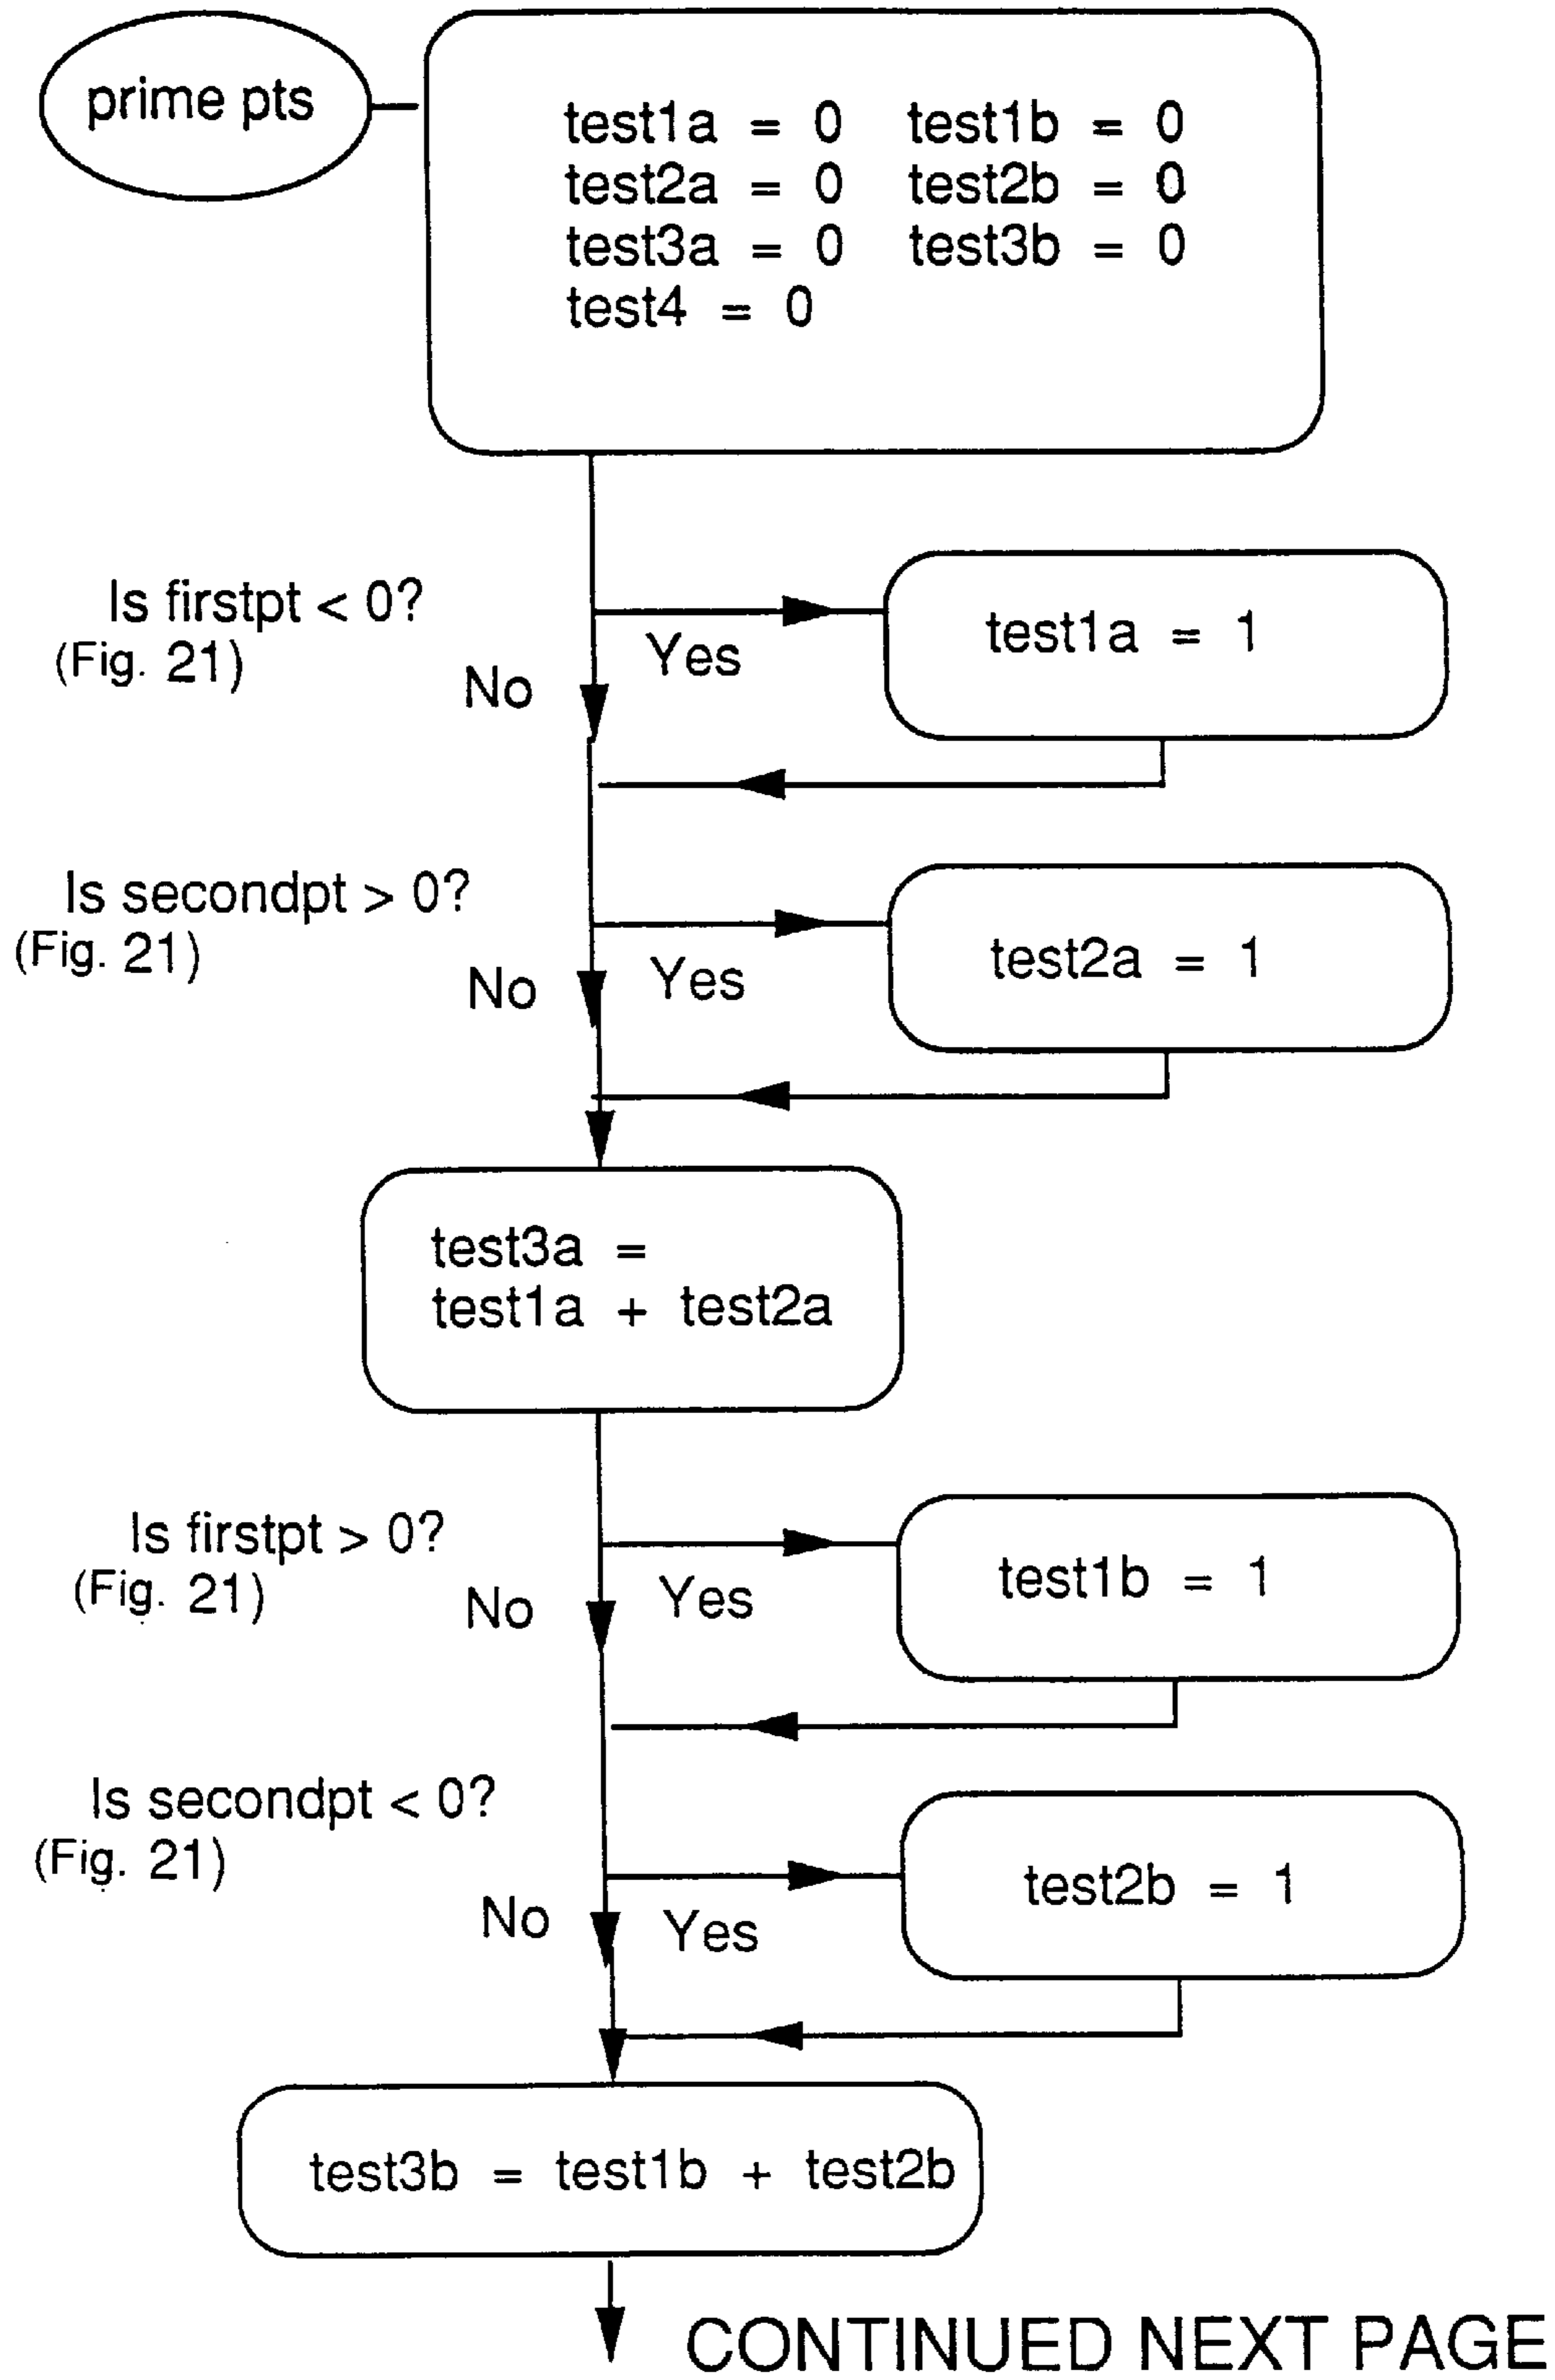 prime pts
test1a = 0 test1b = 0
test2a = 0 test2b = 0
test3a = 0 test3b = 0
test4 = 0
Is firstpt < 0?
(Fig. 21)
No
Yes
test1a = 1
Is secondpt > 0?
(Fig. 21)
No
Yes
test2a = 1
test3a =
test1a + test2a
Is firstpt > 0?
(Fig. 21)
No
Yes
test1b = 1
Is secondpt < 0?
(Fig. 21)
No
Yes
test2b = 1
test3b = test1b + test2b
CONTINUED NEXT PAGE